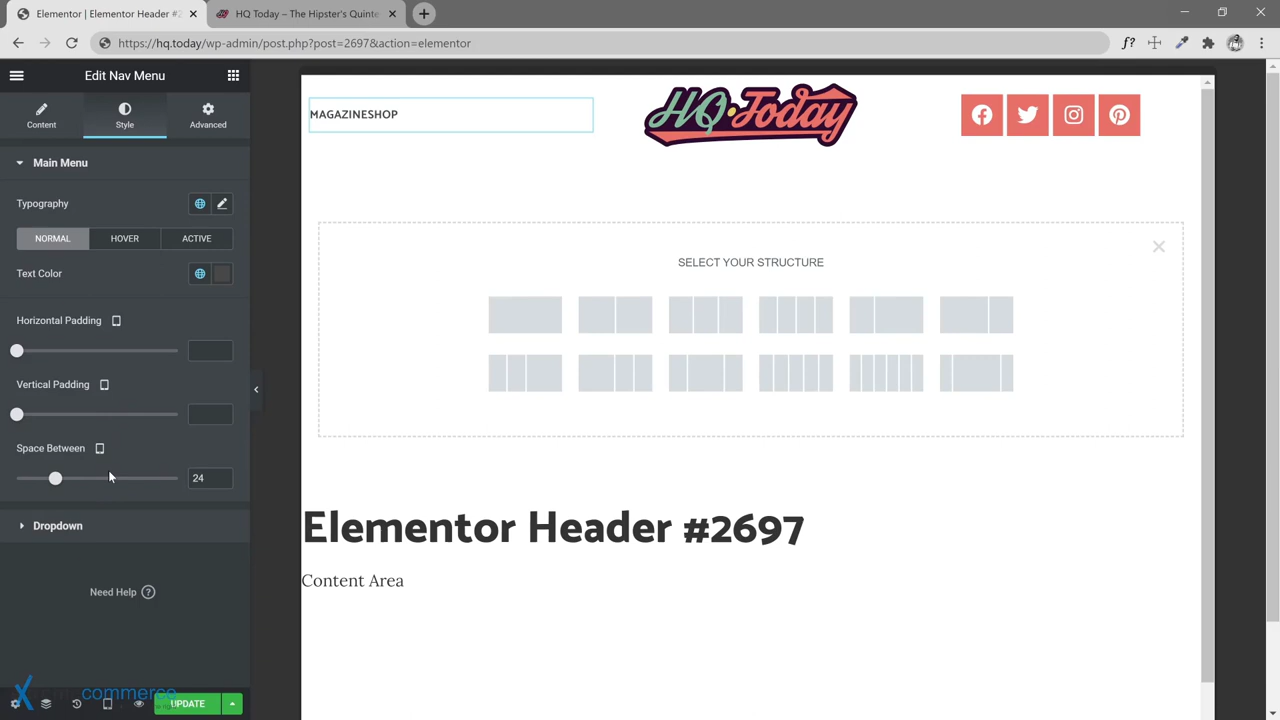 Elementor | Elementor Header #2
HQ Today – The Hipster's Quinte
https://hq.today/wp-admin/post.php?post=2697&action=elementor
f?
Edit Nav Menu
Content
Style
Advanced
Main Menu
Typography
NORMAL
HOVER
ACTIVE
Text Color
Horizontal Padding
Vertical Padding
Space Between
24
Dropdown
Need Help ?
commerce
UPDATE
MAGAZINESHOP
HQ Today
SELECT YOUR STRUCTURE
Elementor Header #2697
Content Area